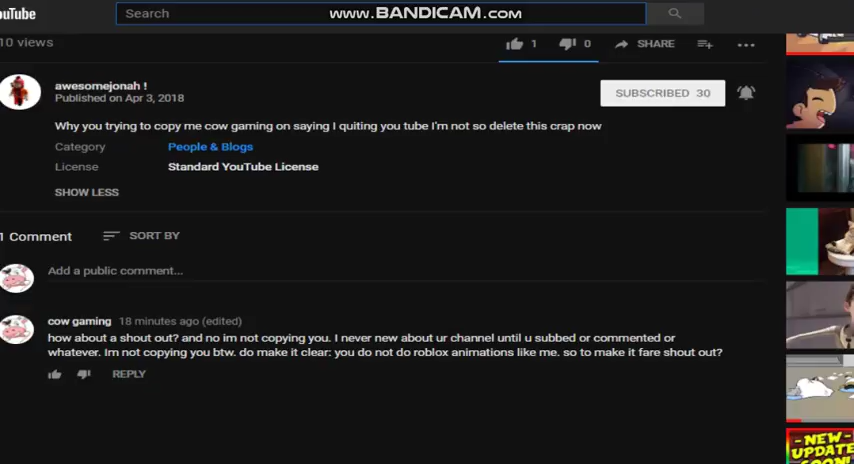 ouTube
Search
www.BANDICAM.com
10 views
1
0
SHARE
awesomejonah !
Published on Apr 3, 2018
SUBSCRIBED 30
Why you trying to copy me cow gaming on saying I quiting you tube I'm not so delete this crap now
Category People & Blogs
License Standard YouTube License
SHOW LESS
1 Comment
SORT BY
Add a public comment...
cow gaming 18 minutes ago (edited)
how about a shout out? and no im not copying you. I never new about ur channel until u subbed or commented or
whatever. Im not copying you btw. do make it clear: you do not do roblox animations like me. so to make it fare shout out?
REPLY
-NEW-
UPDATE
SOON!